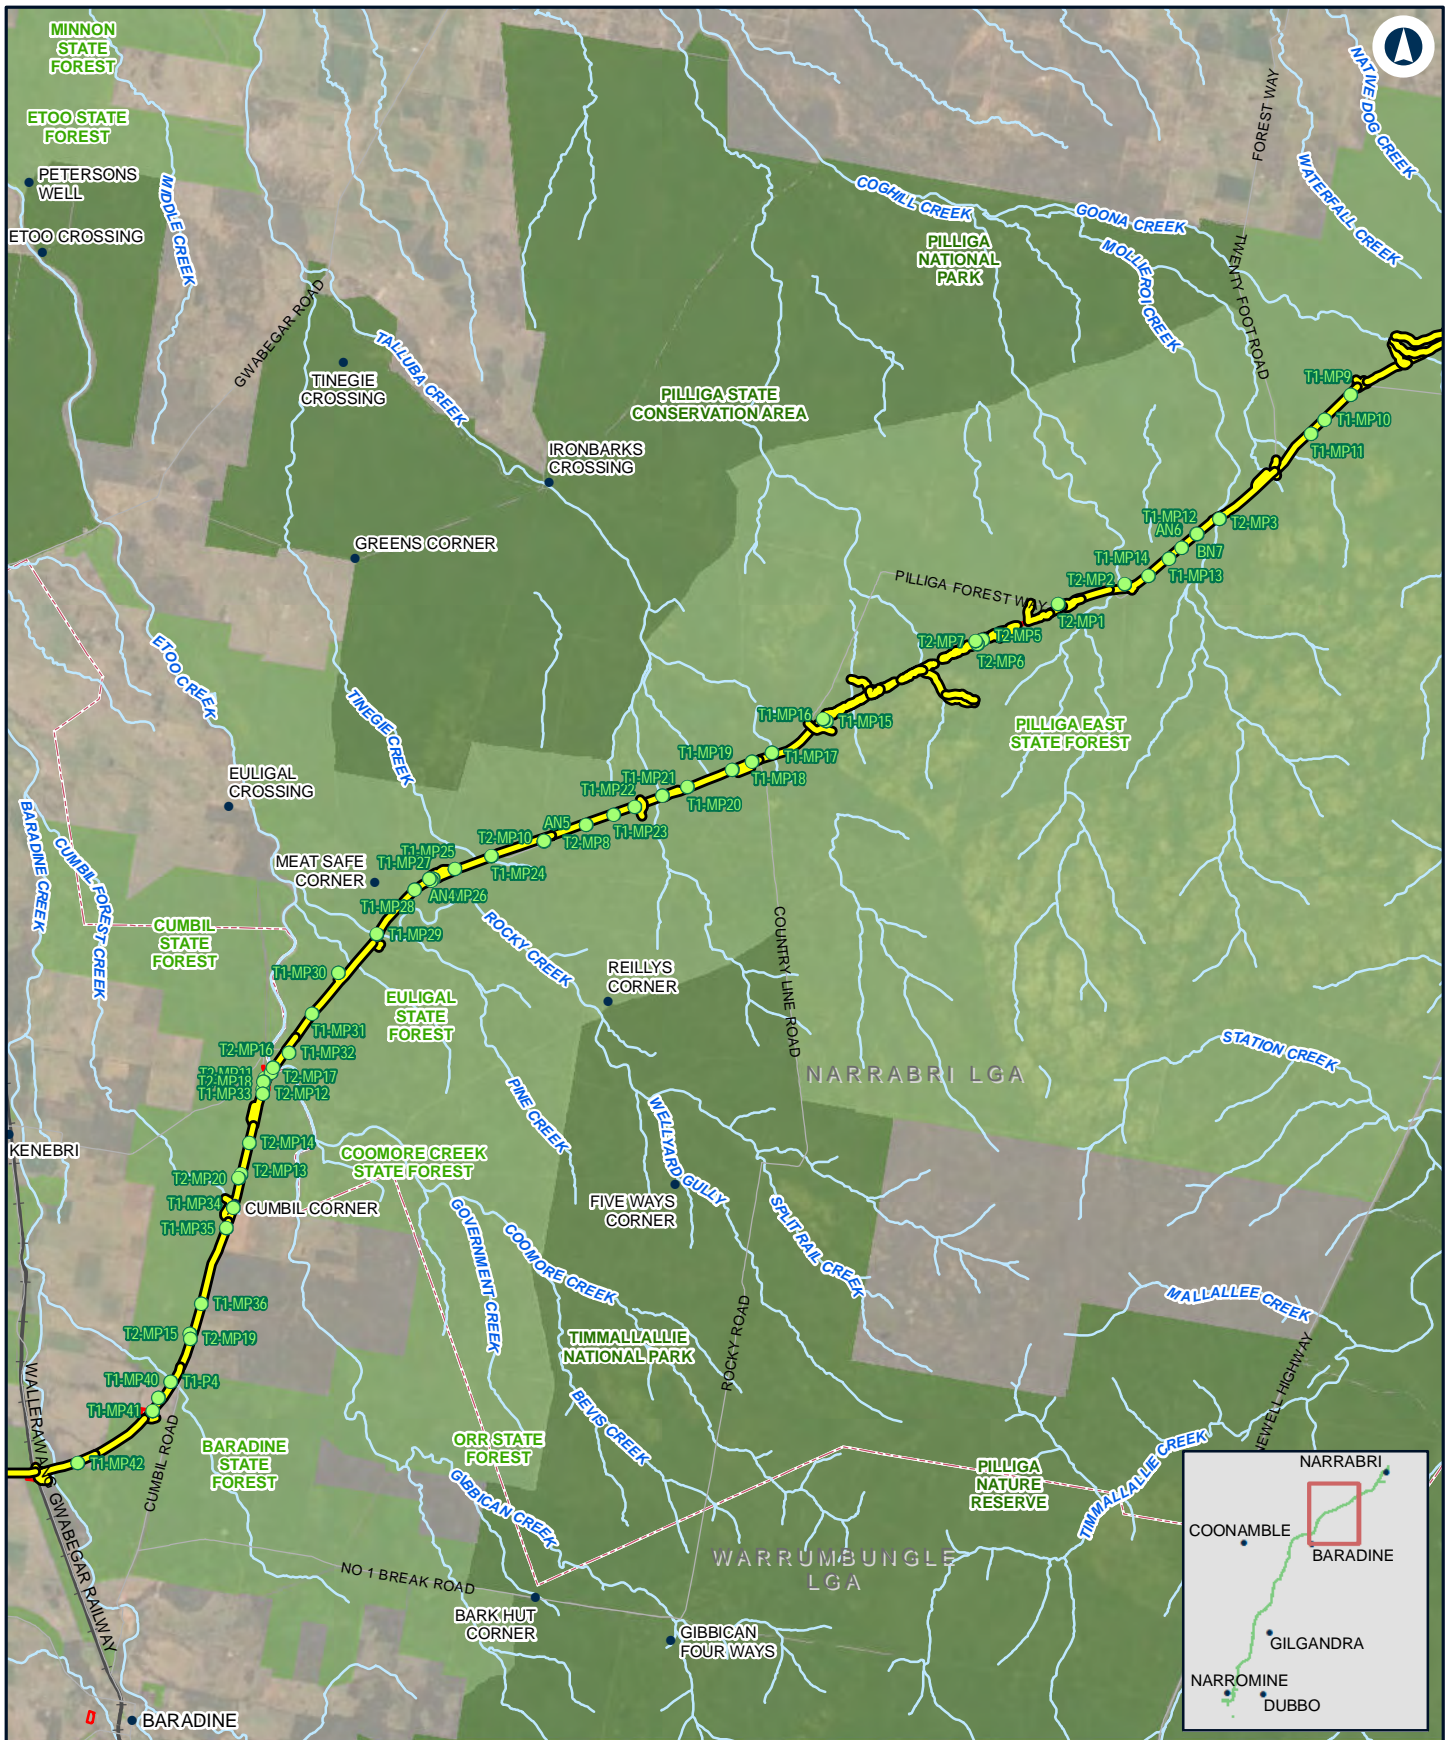 MINNON
STATE
FOREST
ETOO STATE
FOREST
PETERSONS
WELL
ETOO CROSSING
MIDDLE CREEK
GWABEGAR ROAD
TINEGIE
CROSSING
TALLUBA CREEK
IRONBARKS
CROSSING
GREENS CORNER
PILLIGA STATE
CONSERVATION AREA
COGHILL CREEK
PILLIGA
NATIONAL
PARK
GOONA CREEK
MOLLIEROI CREEK
FOREST WAY
TWENTY FOOT ROAD
NATIVE DOG CREEK
WATERFALL CREEK
T1-MP9
T1-MP10
T1-MP11
T2-MP3
T1-MP12
AN6
BN7
T1-MP14
T1-MP13
T2-MP2
T2-MP1
PILLIGA FOREST WAY
T2-MP7
T2-MP5
T2-MP6
T1-MP16
T1-MP15
PILLIGA EAST
STATE FOREST
T1-MP19
T1-MP17
T1-MP18
T1-MP21
T1-MP20
T1-MP22
T1-MP23
AN5
T2-MP8
T2-MP10
T1-MP24
T1-MP25
T1-MP27
AN4
MP26
T1-MP28
T1-MP29
T1-MP30
T1-MP31
T1-MP32
T2-MP16
T2-MP17
T2-MP11
T2-MP18
T1-MP33
T2-MP12
T2-MP14
T2-MP13
T2-MP20
T1-MP34
T1-MP35
T1-MP36
T2-MP15
T2-MP19
T1-P4
T1-MP40
T1-MP41
T1-MP42
ETOO CREEK
TINEGIE CREEK
EULIGAL
CROSSING
BARADINE CREEK
CUMBIL FOREST CREEK
MEAT SAFE
CORNER
CUMBIL
STATE
FOREST
EULIGAL
STATE
FOREST
ROCKY CREEK
REILLYS
CORNER
COUNTRY LINE ROAD
NARRABRI LGA
STATION CREEK
KENEBRI
COOMORE CREEK
STATE FOREST
CUMBIL CORNER
PINE CREEK
WELLYARD GULLY
FIVE WAYS
CORNER
SPLIT RAIL CREEK
GOVERNMENT CREEK
COOMORE CREEK
MALLALLEE CREEK
TIMMALLALLIE
NATIONAL PARK
ROCKY ROAD
NEWELL HIGHWAY
BEVIS CREEK
WALLERAWANG GWABEGAR RAILWAY
CUMBIL ROAD
BARADINE
STATE
FOREST
ORR STATE
FOREST
GIBBICAN CREEK
PILLIGA
NATURE
RESERVE
TIMMALLALLIE CREEK
WARRUMBUNGLE
LGA
NO 1 BREAK ROAD
BARK HUT
CORNER
GIBBICAN
FOUR WAYS
BARADINE
NARRABRI
COONAMBLE
BARADINE
GILGANDRA
NARROMINE
DUBBO